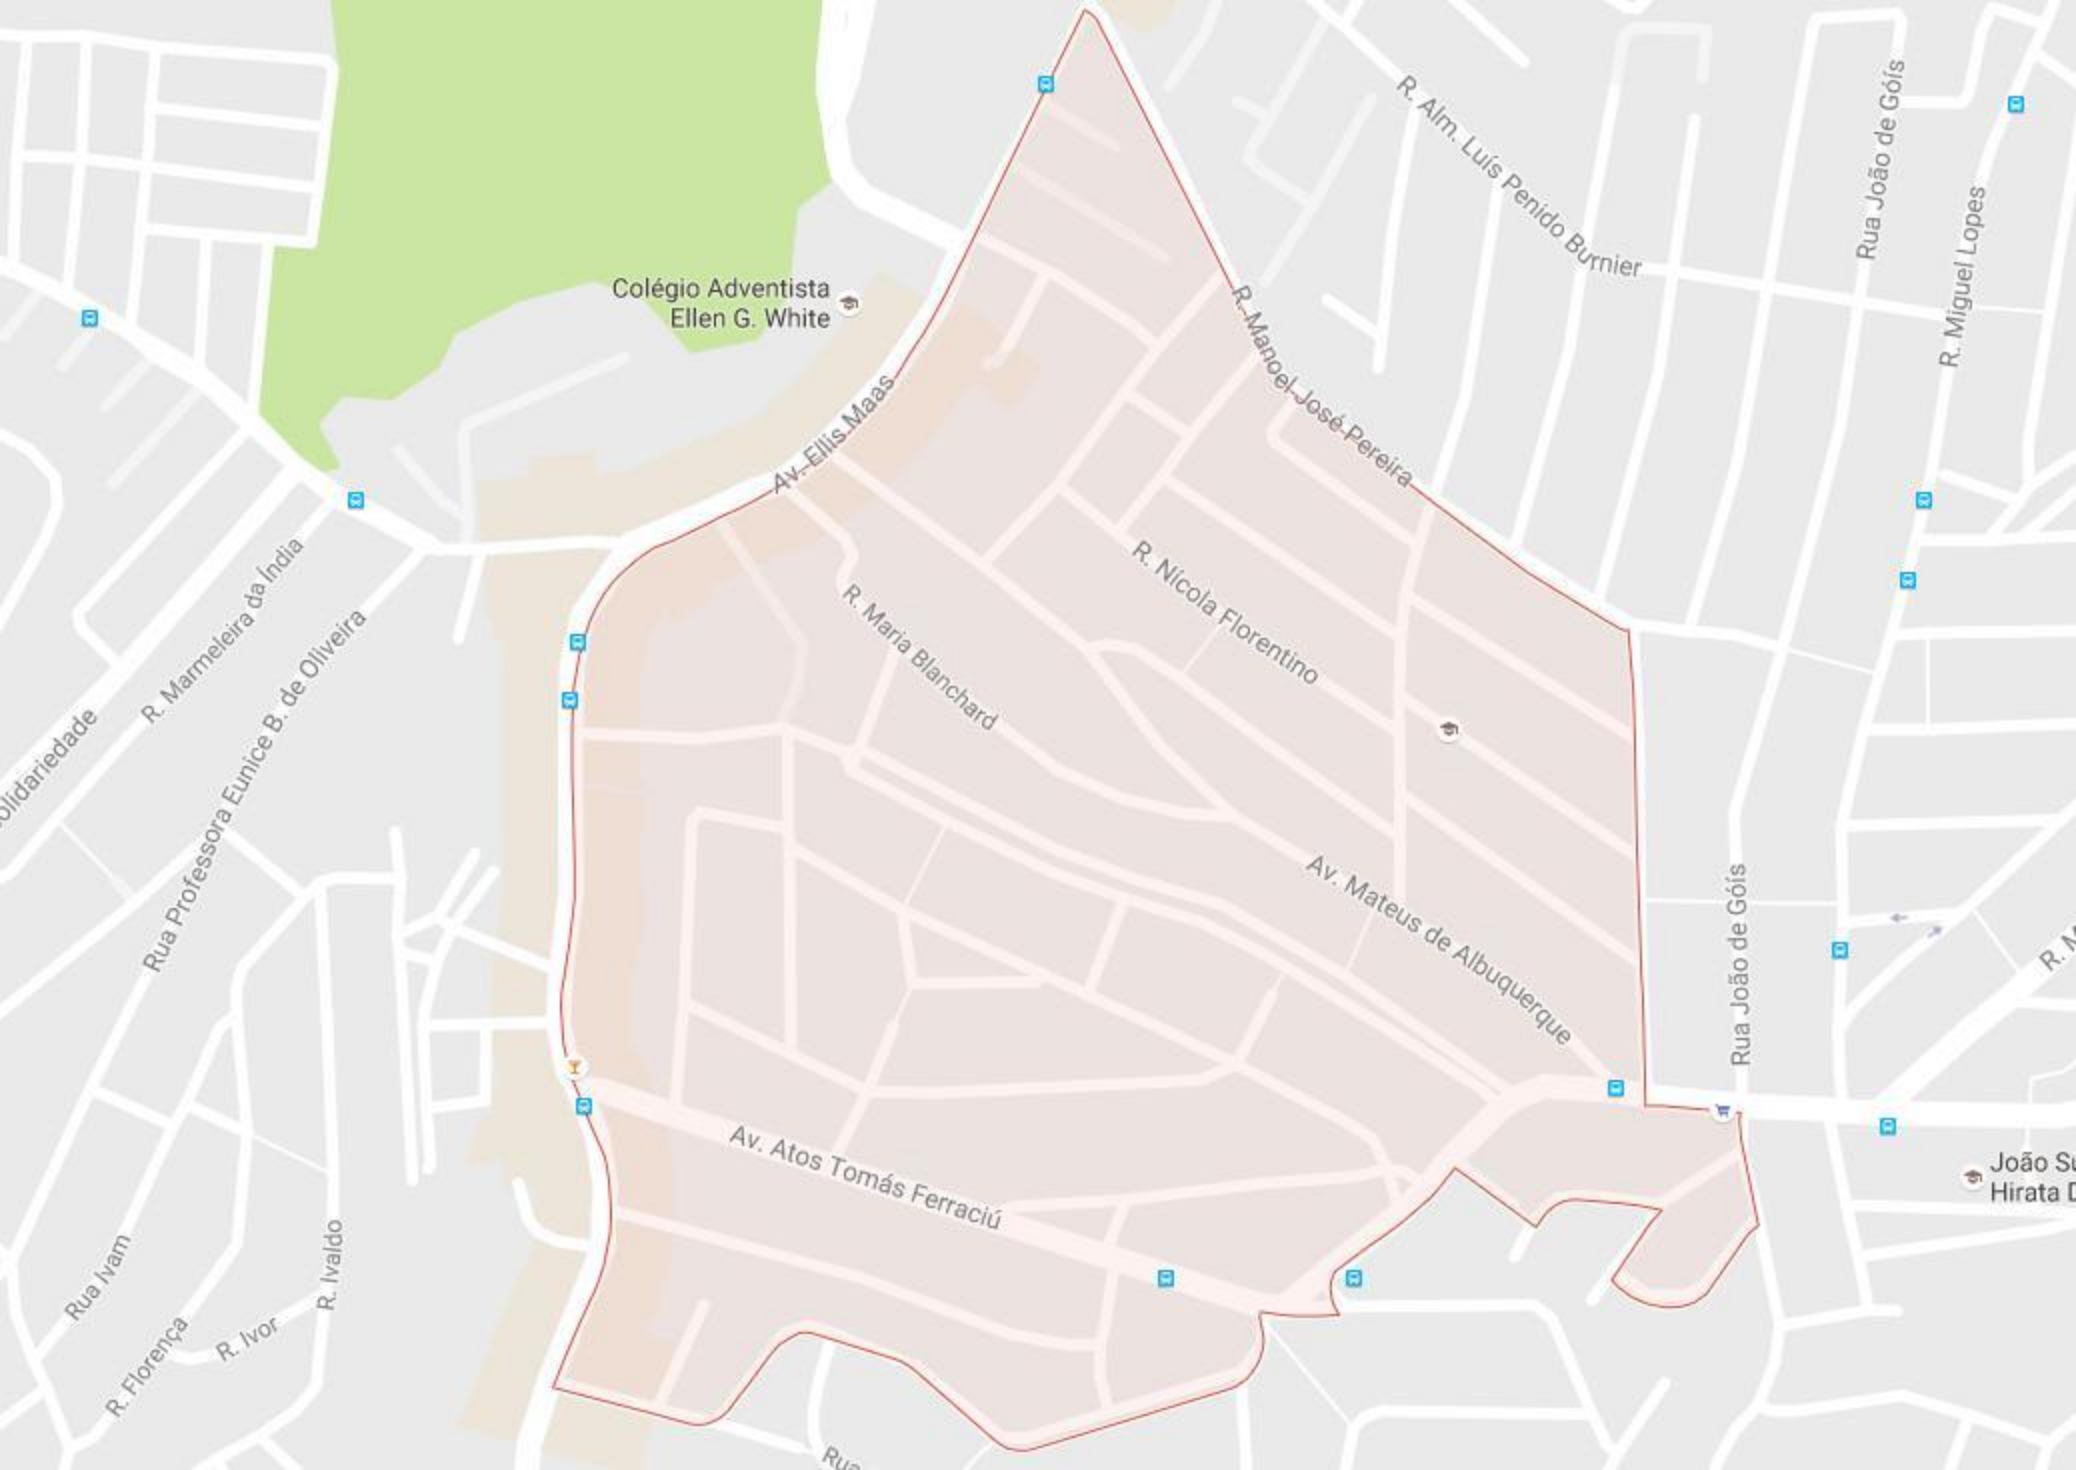 R. Alm. Luís Penido Burnier
Rua João de Góis
R. Miguel Lopes
Colégio Adventista
Ellen G. White
R. Manoel José Pereira
Av. Ellis Maas
R. Marmeleira da Índia
R. Nícola Florentino
R. Maria Blanchard
Rua Professora Eunice B. de Oliveira
olidariedade
Av. Mateus de Albuquerque
Rua João de Góis
R. M
Av. Atos Tomás Ferraciú
João Su
Hirata D
Rua Ivam
R. Ivaldo
R. Ivor
R. Florença
Rua